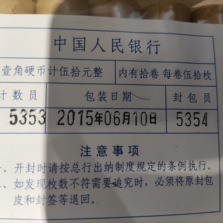 中国人民银行
壹角硬币计伍拾元整 内有拾卷 每卷伍拾枚
计数员 包装日期 封包员
5353 2015年06月10日 5354
注意事项
、开封时请按总行出纳制度规定的条例执行。
、如发现枚数不符需要追究时，必须将原封包
皮和封签等退回。